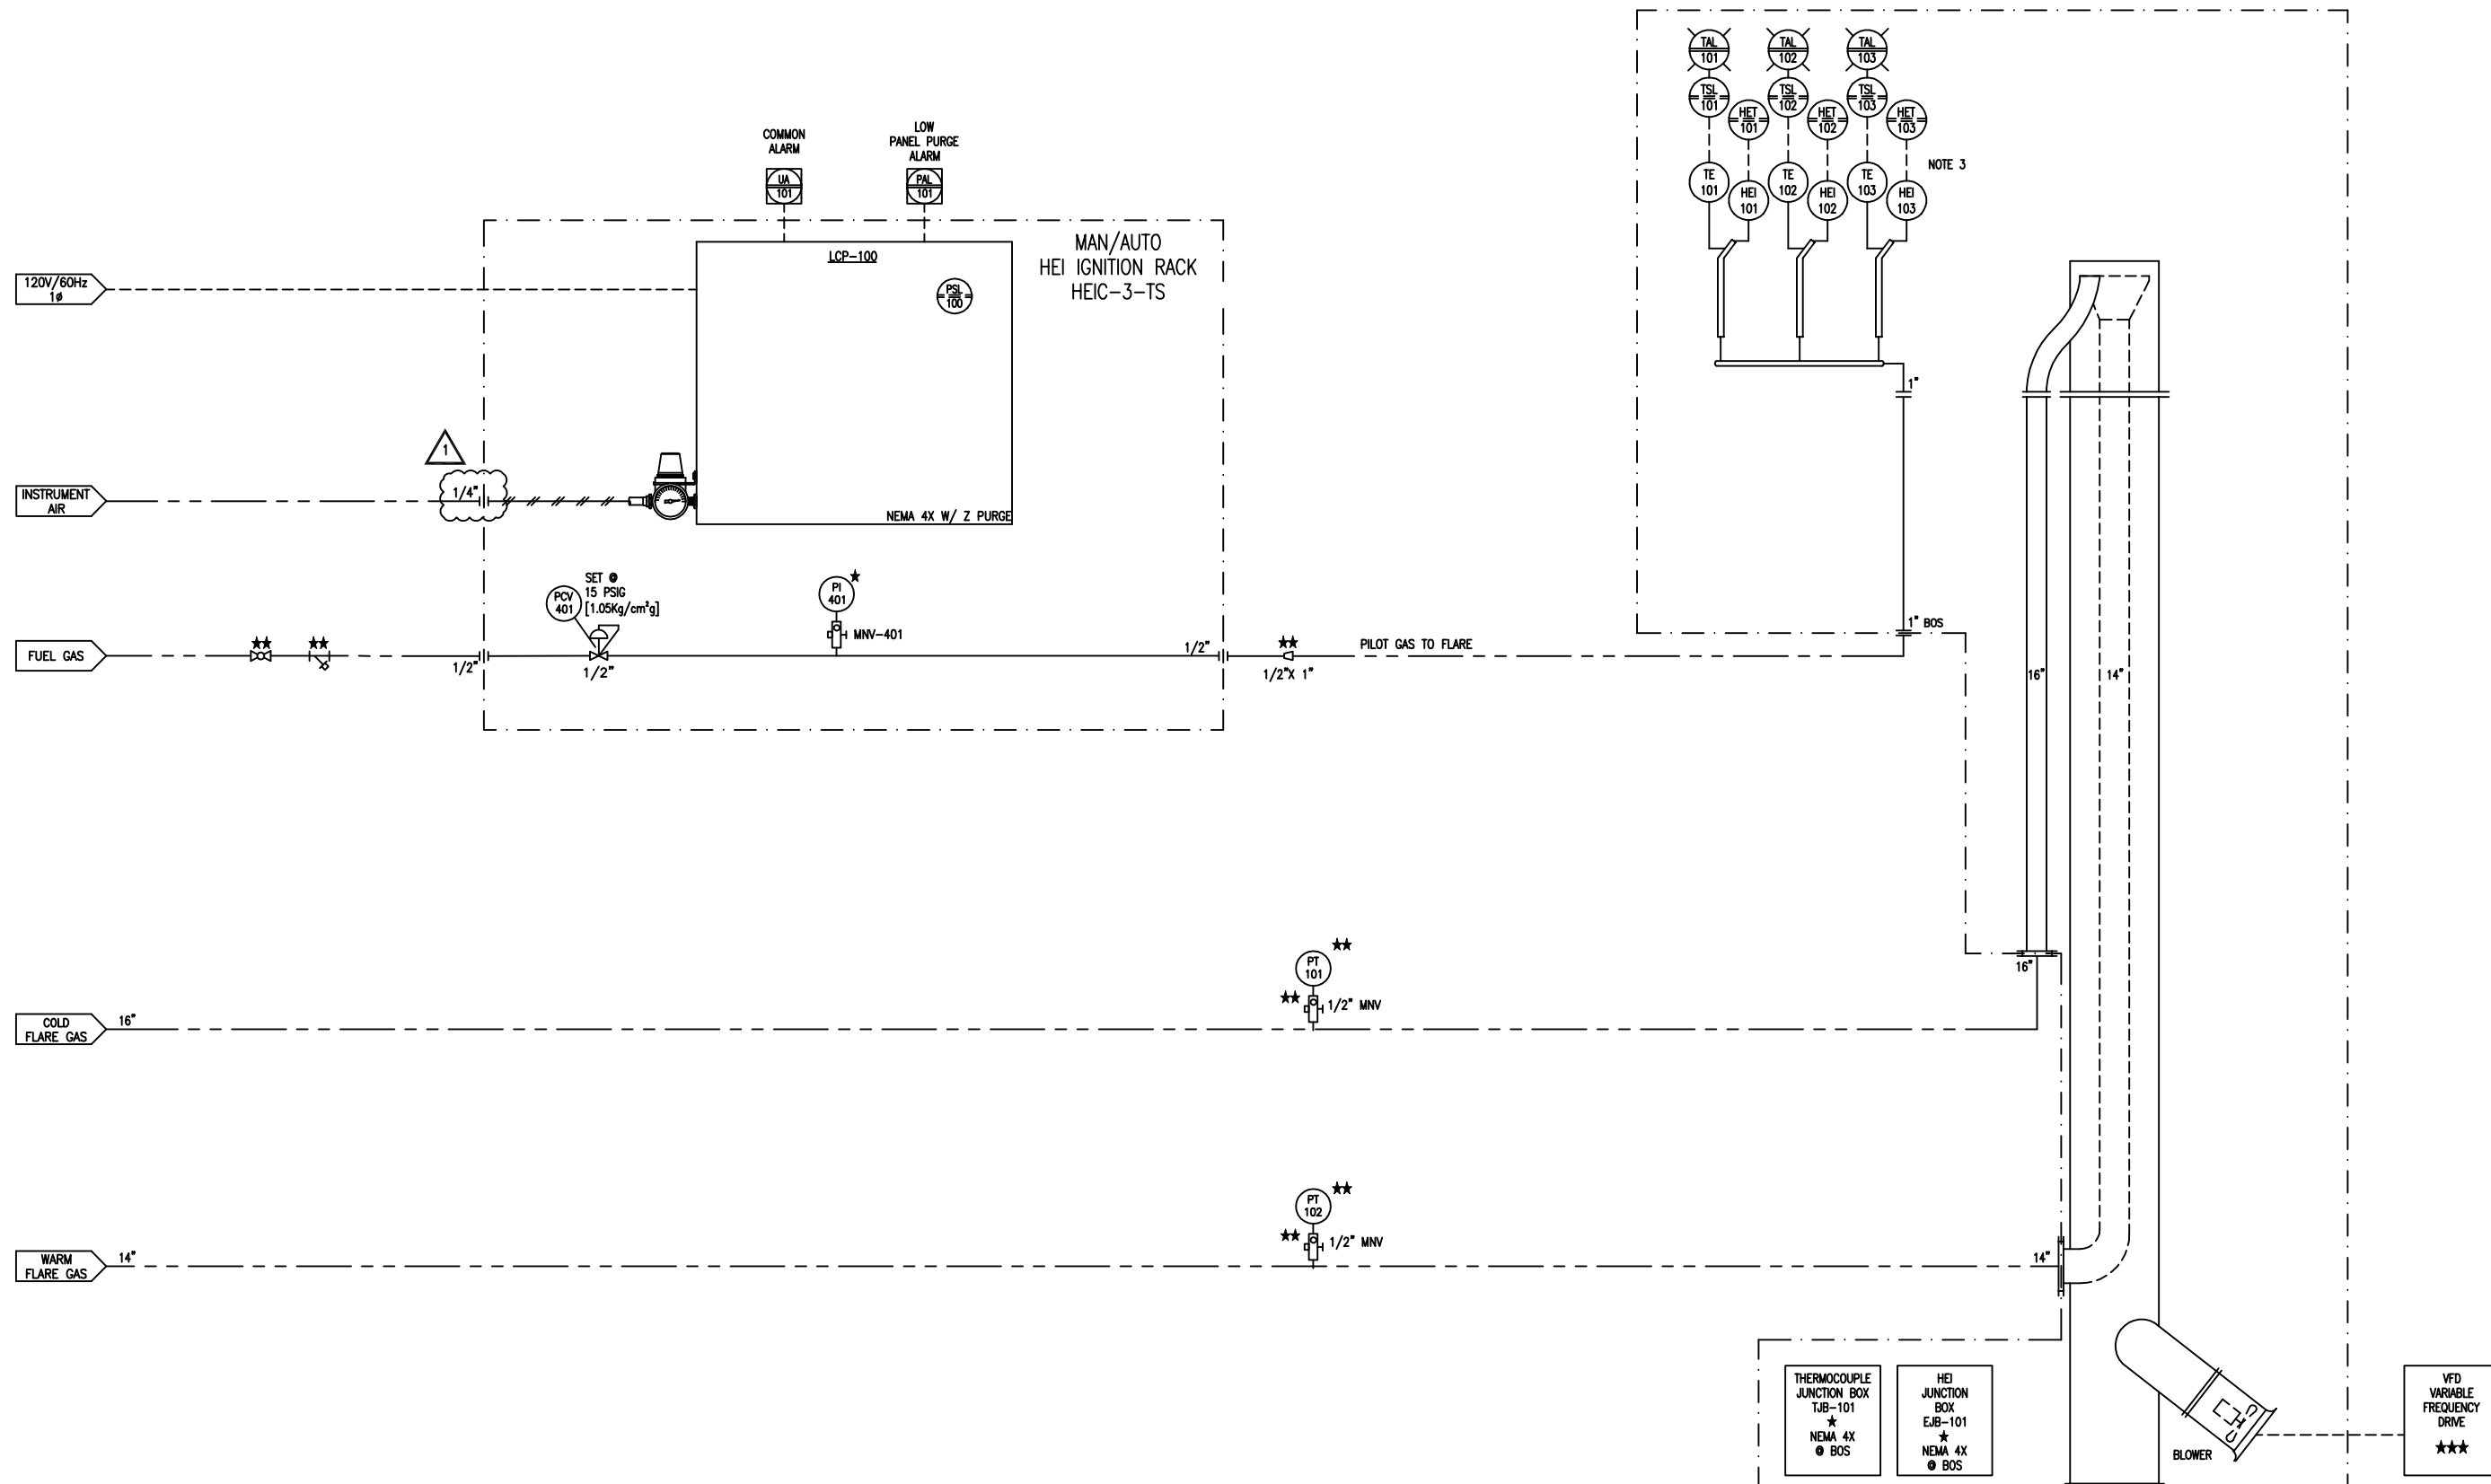 TAL
101
TAL
102
TAL
103
TSL
101
TSL
102
TSL
103
HET
101
HET
102
HET
103
TE
101
TE
102
TE
103
HEI
101
HEI
102
HEI
103
NOTE 3
COMMON
ALARM
LOW
PANEL PURGE
ALARM
UA
101
PAL
101
MAN/AUTO
HEI IGNITION RACK
HEIC-3-TS
LCP-100
PSL
100
120V/60Hz
1ø
1"
1
INSTRUMENT
AIR
1/4"
NEMA 4X W/ Z PURGE
PCV
401
SET @
15 PSIG
[1.05Kg/cm²g]
PI
401
★
MNV-401
FUEL GAS
★★
★★
1/2"
1/2"
1/2"
★★
1/2"X 1"
PILOT GAS TO FLARE
1" BOS
16"
14"
PT
101
★★
★★
1/2" MNV
16"
COLD
FLARE GAS
16"
PT
102
★★
★★
1/2" MNV
WARM
FLARE GAS
14"
14"
THERMOCOUPLE
JUNCTION BOX
TJB-101
★
NEMA 4X
@ BOS
HEI
JUNCTION
BOX
EJB-101
★
NEMA 4X
@ BOS
BLOWER
VFD
VARIABLE
FREQUENCY
DRIVE
★★★